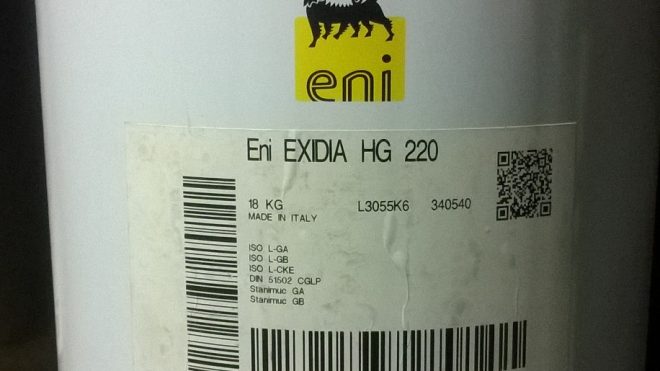 eni
Eni EXIDIA HG 220
18 KG L3055K6 340540
MADE IN ITALY
ISO L-GA
ISO L-GB
ISO L-CKE
DIN 51502 CGLP
Stanimuc GA
Stanimuc GB